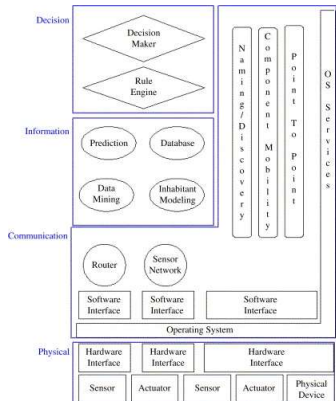 Decision
Decision
Maker
Rule
Engine
Information
Prediction
Database
Data
Mining
Inhabitant
Modeling
Naming/Discovery
Component Mobility
Point To Point
OS Services
Communication
Router
Sensor
Network
Software
Interface
Software
Interface
Software
Interface
Operating System
Physical
Hardware
Interface
Hardware
Interface
Hardware
Interface
Sensor
Actuator
Sensor
Actuator
Physical
Device